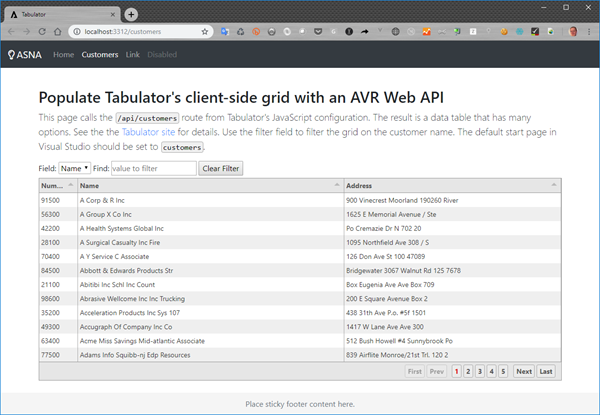 Tabulator
localhost:3312/customers
ASNA Home Customers Link Disabled
Populate Tabulator's client-side grid with an AVR Web API
This page calls the /api/customers route from Tabulator's JavaScript configuration. The result is a data table that has many
options. See the the Tabulator site for details. Use the filter field to filter the grid on the customer name. The default start page in
Visual Studio should be set to customers.
Field: Name Find: value to filter Clear Filter
Num... Name Address
91500 A Corp & R Inc 900 Vinecrest Moorland 190260 River
56300 A Group X Co Inc 1625 E Memorial Avenue / Ste
42200 A Health Systems Global Inc Po Cremazie Dr N 702 20
28100 A Surgical Casualty Inc Fire 1095 Northfield Ave 308 / S
70400 A Y Service C Associate 126 Don Ave St 100 47089
84500 Abbott & Edwards Products Str Bridgewater 3067 Walnut Rd 125 7678
21100 Abitibi Inc Schl Inc Count Box Eugenia Ave Ave Box 709
98600 Abrasive Wellcome Inc Inc Trucking 200 E Square Avenue Box 2
35200 Acceleration Products Inc Sys 107 438 31th Ave P.o. #5f 1501
49300 Accugraph Of Company Inc Co 1417 W Lane Ave Ave 300
63400 Acme Miss Savings Mid-atlantic Associate 512 Bush Howell #4 Sunnybrook Po
77500 Adams Info Squibb-nj Edp Resources 839 Airflite Monroe/21st Trl. 120 2
First Prev 1 2 3 4 5 Next Last
Place sticky footer content here.